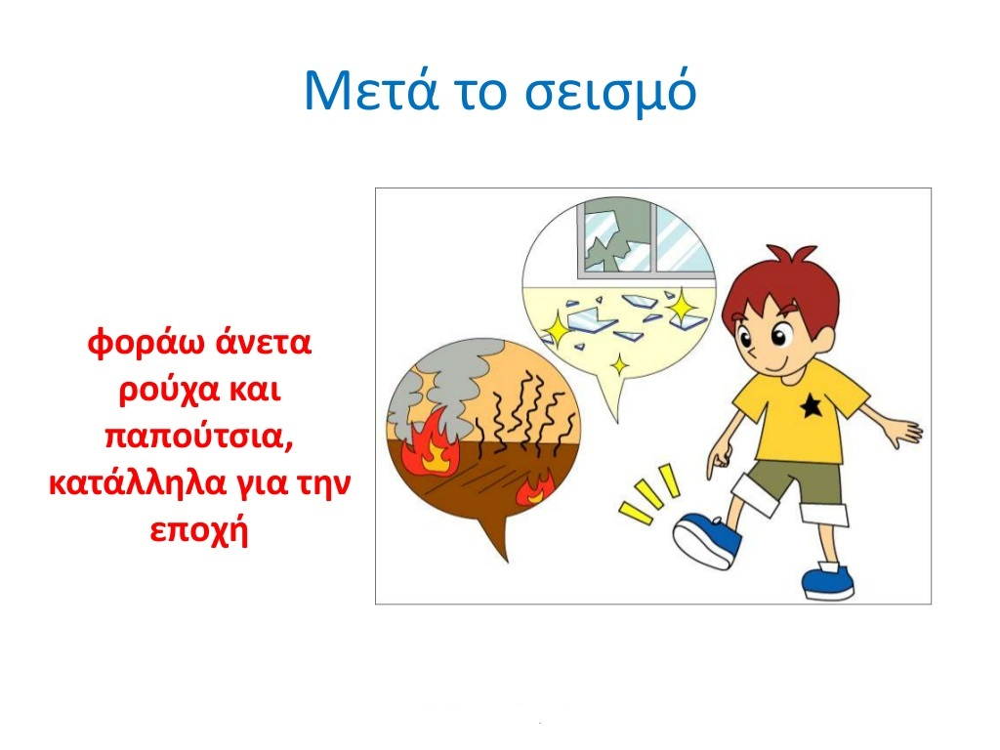 Μετά το σεισμό
φοράω άνετα
ρούχα και
παπούτσια,
κατάλληλα για την
εποχή